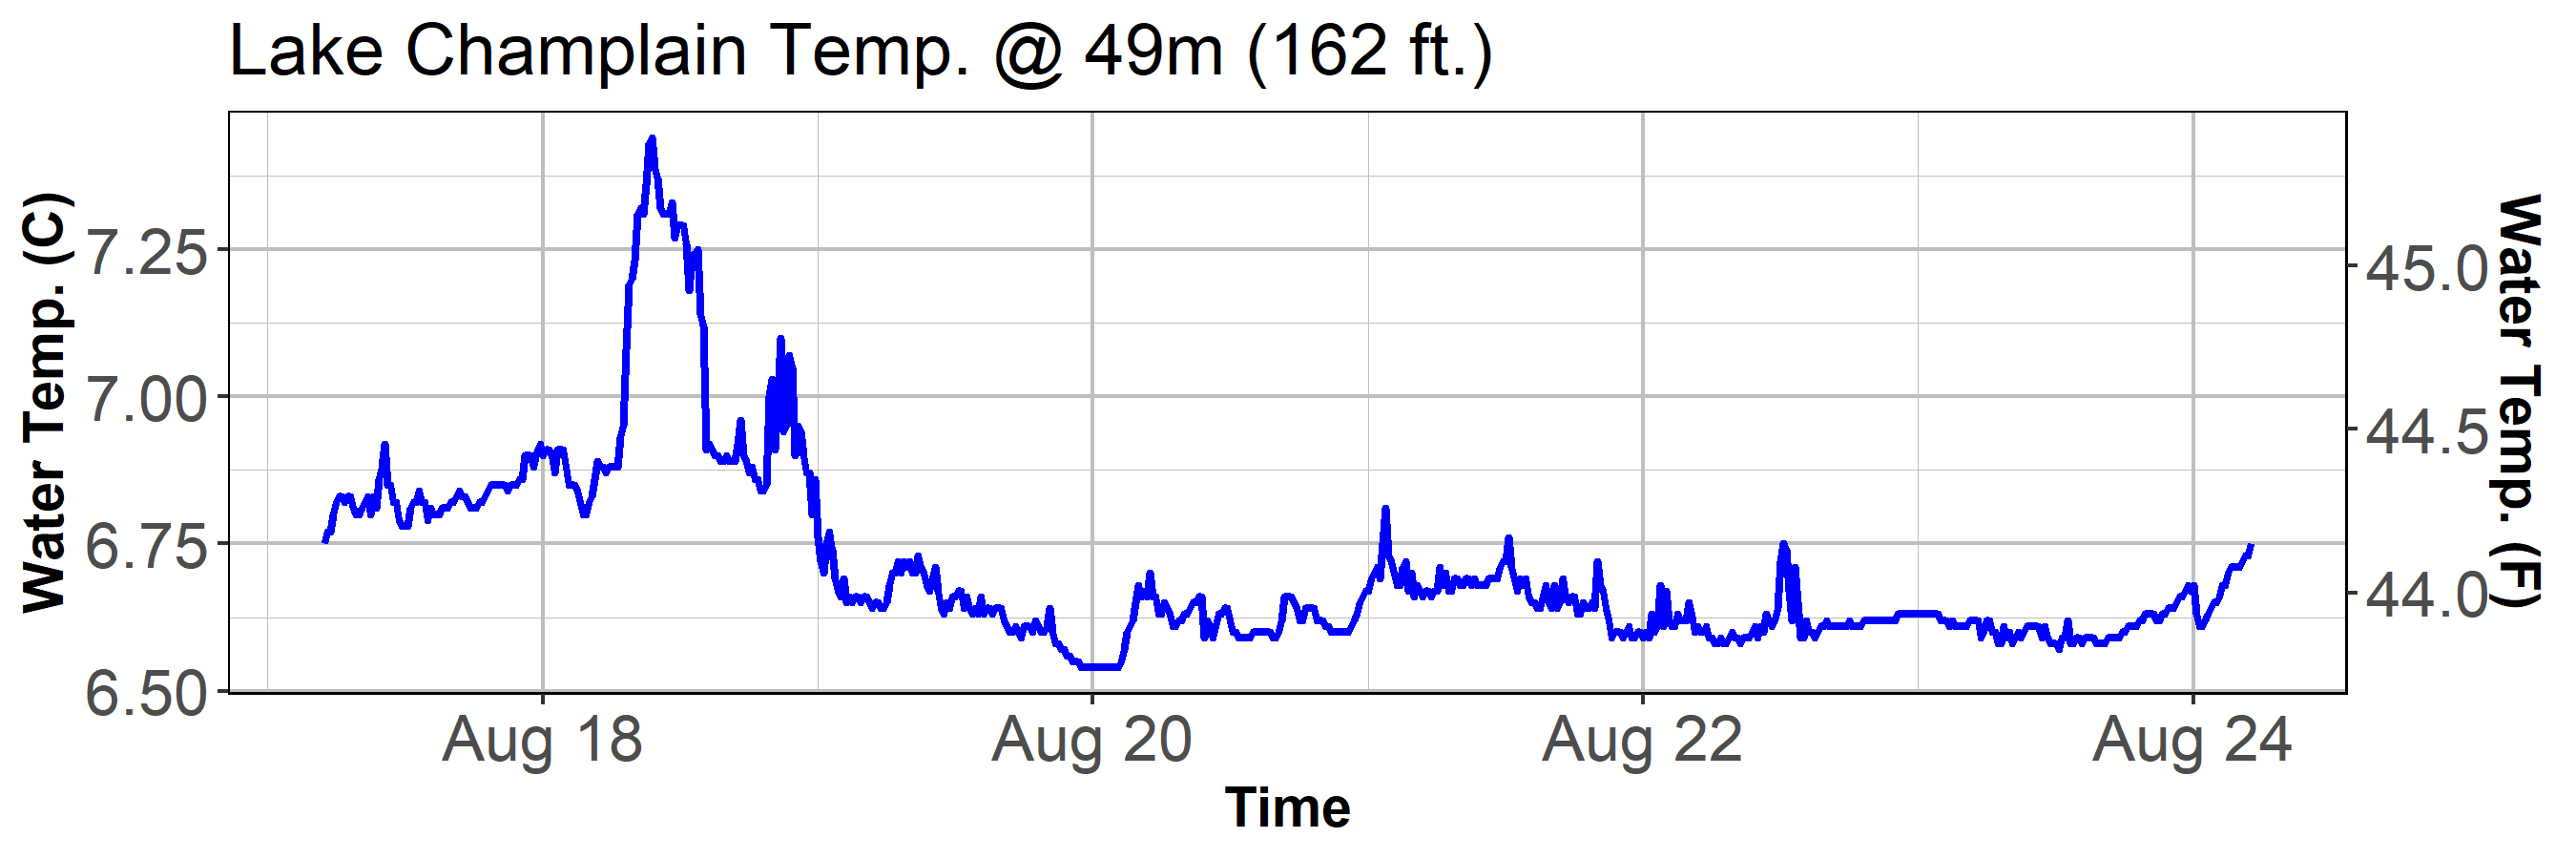 Lake Champlain Temp. @ 49m (162 ft.)
Water Temp. (C)
7.25
7.00
6.75
6.50
45.0
44.5
44.0
Water Temp. (F)
Aug 18
Aug 20
Aug 22
Aug 24
Time